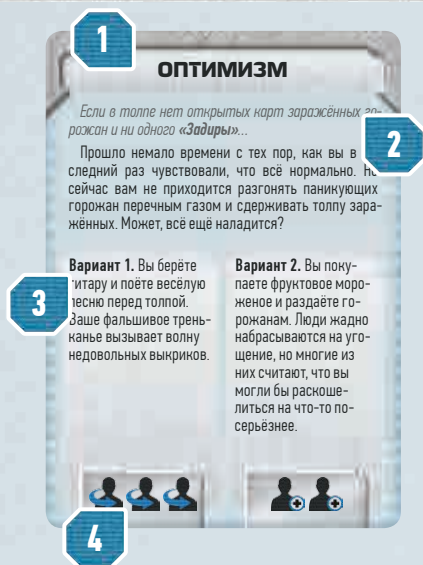 1
ОПТИМИЗМ
Если в толпе нет открытых карт заражённых го-
рожан и ни одного «Задиры»...
2
Прошло немало времени с тех пор, как вы в
следний раз чувствовали, что всё нормально. Но
сейчас вам не приходится разгонять паникующих
горожан перечным газом и сдерживать толпу зара-
жённых. Может, всё ещё наладится?
3
Вариант 1. Вы берёте
гитару и поёте весёлую
песню перед толпой.
Ваше фальшивое трень-
канье вызывает волну
недовольных выкриков.
Вариант 2. Вы поку-
паете фруктовое моро-
женое и раздаёте го-
рожанам. Люди жадно
набрасываются на уго-
щение, но многие из
них считают, что вы
могли бы раскоше-
литься на что-то по-
серьёзнее.
4